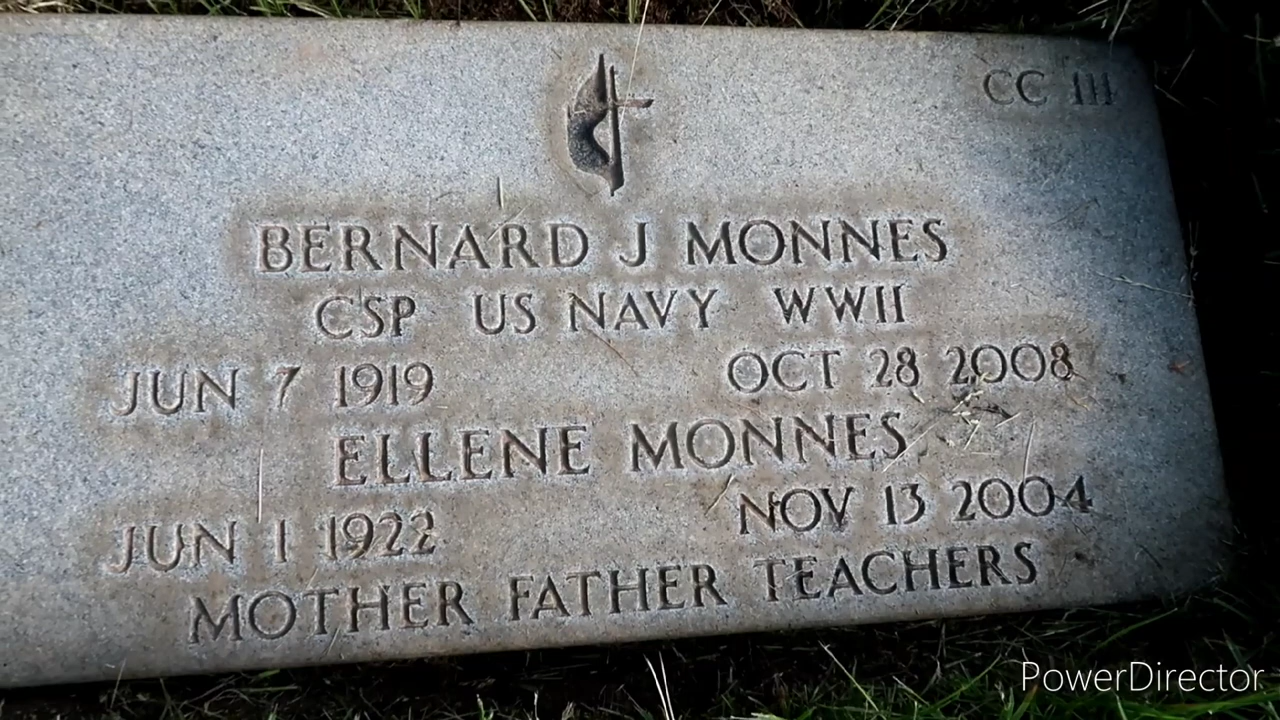 CC 111
BERNARD J MONNES
CSP US NAVY WWII
JUN 7 1919 OCT 28 2008
ELLENE MONNES
JUN 1 1922 NOV 13 2004
MOTHER FATHER TEACHERS
PowerDirector